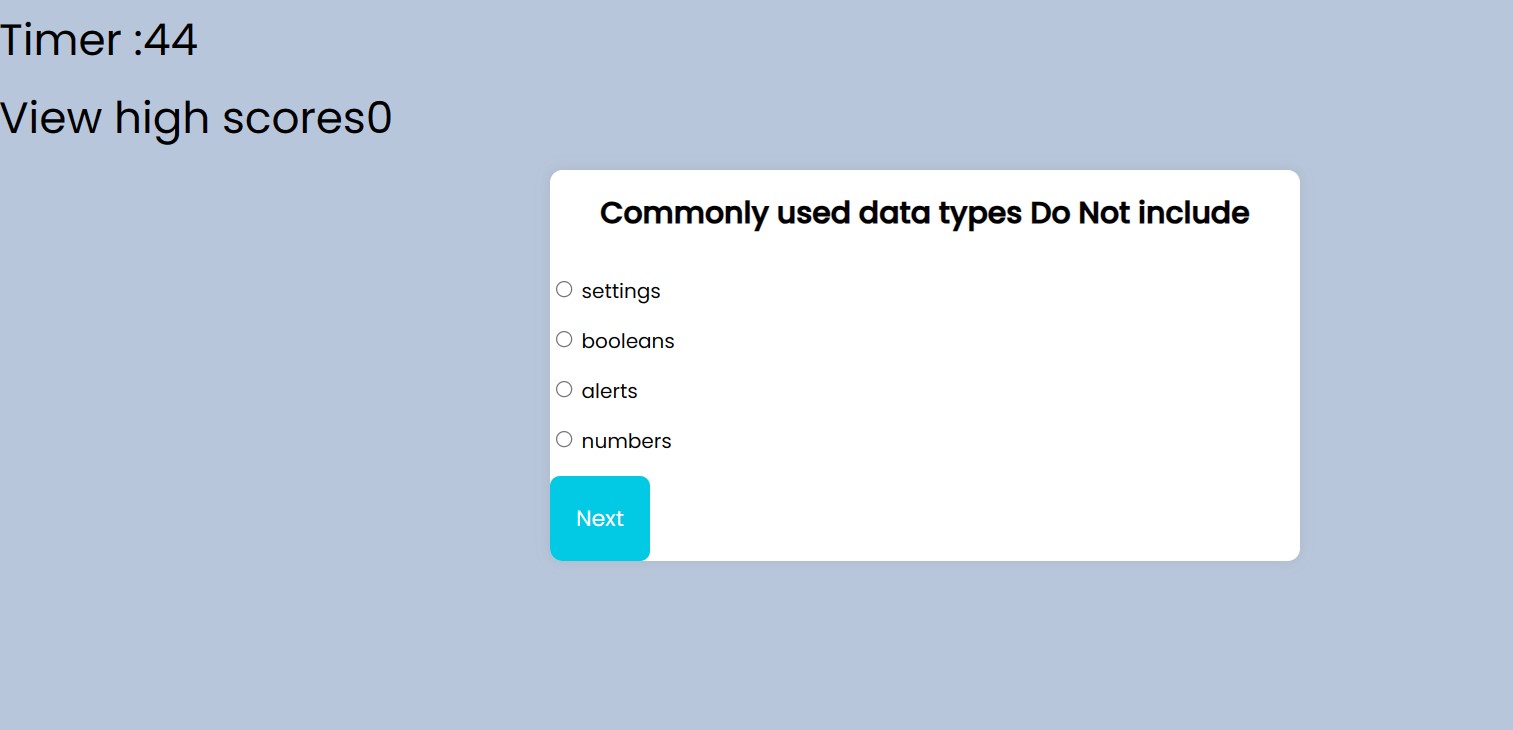 Timer :44
View high scores0
Commonly used data types Do Not include
settings
booleans
alerts
numbers
Next